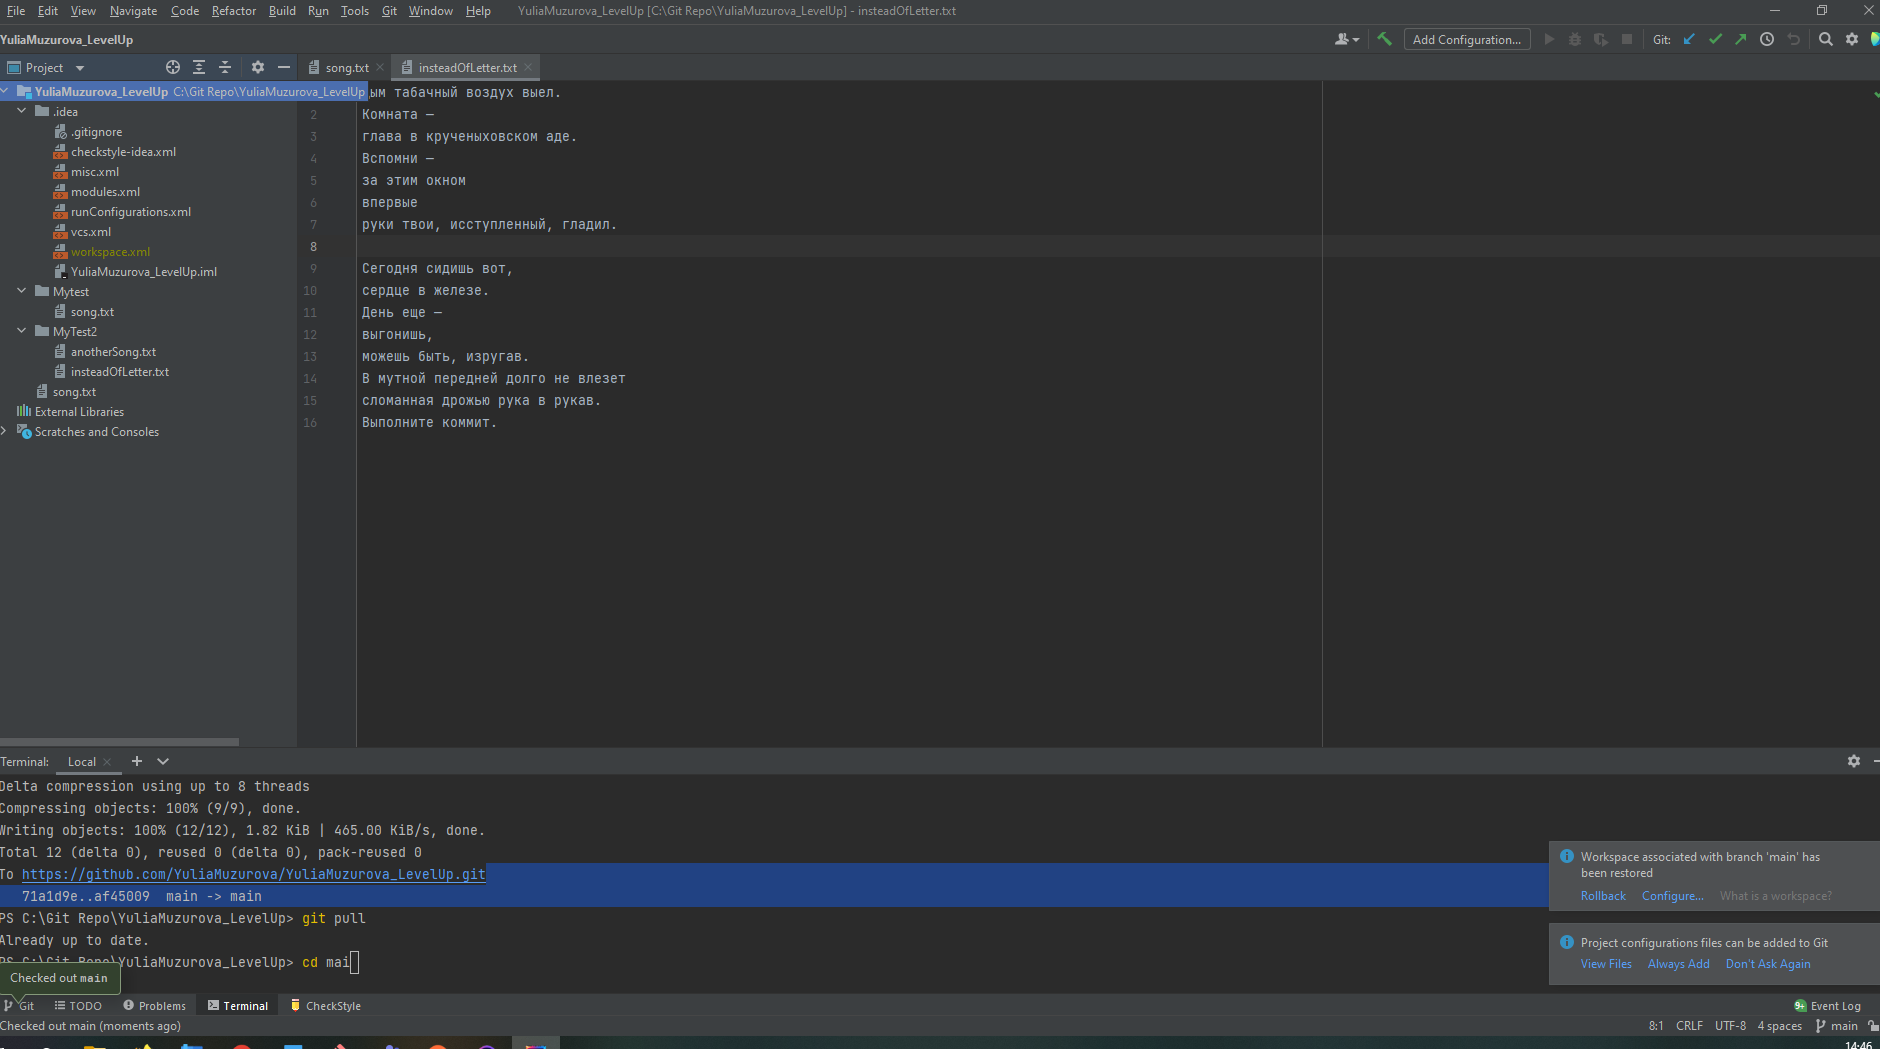 File Edit View Navigate Code Refactor Build Run Tools Git Window Help YuliaMuzurova_LevelUp [C:\Git Repo\YuliaMuzurova_LevelUp] - insteadOfLetter.txt
YuliaMuzurova_LevelUp
Add Configuration...
Git:
Project
song.txt
insteadOfLetter.txt
YuliaMuzurova_LevelUp C:\Git Repo\YuliaMuzurova_LevelUp
.idea
.gitignore
checkstyle-idea.xml
misc.xml
modules.xml
runConfigurations.xml
vcs.xml
workspace.xml
YuliaMuzurova_LevelUp.iml
Mytest
song.txt
MyTest2
anotherSong.txt
insteadOfLetter.txt
song.txt
External Libraries
Scratches and Consoles
табачный воздух выел.
2 Комната —
3 глава в крученыховском аде.
4 Вспомни —
5 за этим окном
6 впервые
7 руки твои, исступленный, гладил.
8
9 Сегодня сидишь вот,
10 сердце в железе.
11 День еще —
12 выгонишь,
13 можешь быть, изругав.
14 В мутной передней долго не влезет
15 сломанная дрожью рука в рукав.
16 Выполните коммит.
Terminal:
Local
Delta compression using up to 8 threads
Compressing objects: 100% (9/9), done.
Writing objects: 100% (12/12), 1.82 KiB | 465.00 KiB/s, done.
Total 12 (delta 0), reused 0 (delta 0), pack-reused 0
To https://github.com/YuliaMuzurova/YuliaMuzurova_LevelUp.git
71a1d9e..af45009 main -> main
PS C:\Git Repo\YuliaMuzurova_LevelUp> git pull
Already up to date.
PS C:\Git Repo\YuliaMuzurova_LevelUp> cd mai
Checked out main
Workspace associated with branch 'main' has
been restored
Rollback Configure... What is a workspace?
Project configurations files can be added to Git
View Files Always Add Don't Ask Again
Git TODO Problems Terminal CheckStyle
9+ Event Log
Checked out main (moments ago)
8:1 CRLF UTF-8 4 spaces main
14:46